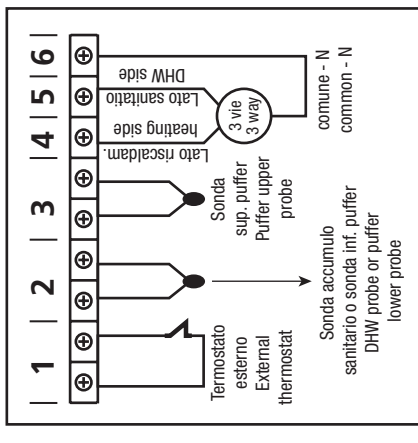 1
2
3
4
5
6
Termostato
esterno
External
thermostat
Sonda accumulo
sanitario o sonda inf. puffer
DHW probe or puffer
lower probe
Sonda
sup. puffer
Puffer upper
probe
Lato riscaldam.
heating side
Lato sanitatio
DHW side
3 vie
3 way
comune - N
common - N